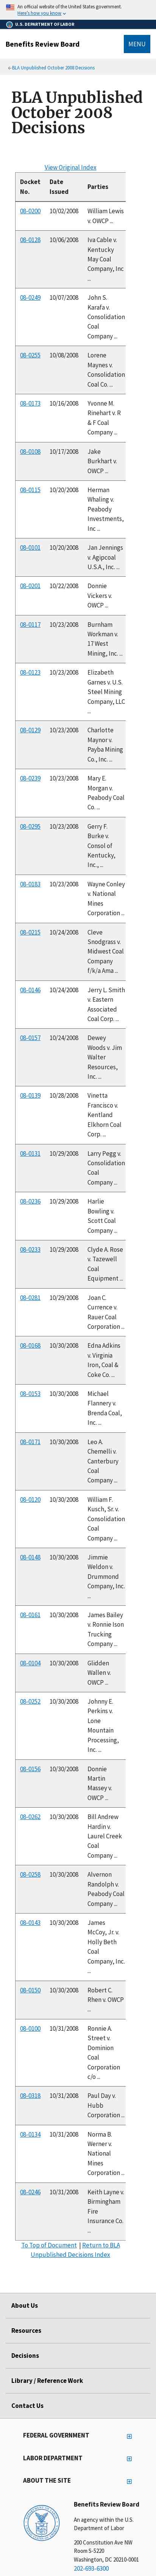 An official website of the United States government.
Here's how you know
U.S. DEPARTMENT OF LABOR
Benefits Review Board
MENU
» BLA Unpublished October 2008 Decisions
BLA Unpublished
October 2008
Decisions
View Original Index
Docket No. Date Issued Parties
08-0200 10/02/2008 William Lewis v. OWCP ...
08-0128 10/06/2008 Iva Cable v. Kentucky May Coal Company, Inc ...
08-0249 10/07/2008 John S. Karafa v. Consolidation Coal Company ...
08-0255 10/08/2008 Lorene Maynes v. Consolidation Coal Co. ...
08-0173 10/16/2008 Yvonne M. Rinehart v. R & F Coal Company ...
08-0108 10/17/2008 Jake Burkhart v. OWCP ...
08-0115 10/20/2008 Herman Whaling v. Peabody Investments, Inc ...
08-0101 10/20/2008 Jan Jennings v. Agipcoal U.S.A., Inc. ...
08-0201 10/22/2008 Donnie Vickers v. OWCP ...
08-0117 10/23/2008 Burnham Workman v. 17 West Mining, Inc. ...
08-0123 10/23/2008 Elizabeth Garnes v. U.S. Steel Mining Company, LLC ...
08-0129 10/23/2008 Charlotte Maynor v. Payba Mining Co., Inc. ...
08-0239 10/23/2008 Mary E. Morgan v. Peabody Coal Co. ...
08-0295 10/23/2008 Gerry F. Burke v. Consol of Kentucky, Inc., ...
08-0183 10/23/2008 Wayne Conley v. National Mines Corporation ...
08-0215 10/24/2008 Cleve Snodgrass v. Midwest Coal Company f/k/a Ama ...
08-0146 10/24/2008 Jerry L. Smith v. Eastern Associated Coal Corp. ...
08-0157 10/24/2008 Dewey Woods v. Jim Walter Resources, Inc. ...
08-0139 10/28/2008 Vinetta Francisco v. Kentland Elkhorn Coal Corp. ...
08-0131 10/29/2008 Larry Pegg v. Consolidation Coal Company ...
08-0236 10/29/2008 Harlie Bowling v. Scott Coal Company ...
08-0233 10/29/2008 Clyde A. Rose v. Tazewell Coal Equipment ...
08-0281 10/29/2008 Joan C. Currence v. Rauer Coal Corporation ...
08-0168 10/30/2008 Edna Adkins v. Virginia Iron, Coal & Coke Co. ...
08-0153 10/30/2008 Michael Flannery v. Brenda Coal, Inc. ...
08-0171 10/30/2008 Leo A. Chemelli v. Canterbury Coal Company ...
08-0120 10/30/2008 William F. Kusch, Sr. v. Consolidation Coal Company ...
08-0148 10/30/2008 Jimmie Weldon v. Drummond Company, Inc. ...
08-0161 10/30/2008 James Bailey v. Ronnie Ison Trucking Company ...
08-0104 10/30/2008 Glidden Wallen v. OWCP ...
08-0252 10/30/2008 Johnny E. Perkins v. Lone Mountain Processing, Inc. ...
08-0156 10/30/2008 Donnie Martin Massey v. OWCP ...
08-0262 10/30/2008 Bill Andrew Hardin v. Laurel Creek Coal Company ...
08-0258 10/30/2008 Alvernon Randolph v. Peabody Coal Company ...
08-0143 10/30/2008 James McCoy, Jr. v. Holly Beth Coal Company, Inc. ...
08-0150 10/30/2008 Robert C. Rhen v. OWCP ...
08-0100 10/31/2008 Ronnie A. Street v. Dominion Coal Corporation c/o ...
08-0318 10/31/2008 Paul Day v. Hubb Corporation ...
08-0134 10/31/2008 Norma B. Werner v. National Mines Corporation ...
08-0246 10/31/2008 Keith Layne v. Birmingham Fire Insurance Co. ...
To Top of Document | Return to BLA
Unpublished Decisions Index
About Us
Resources
Decisions
Library / Reference Work
Contact Us
FEDERAL GOVERNMENT
LABOR DEPARTMENT
ABOUT THE SITE
Benefits Review Board
An agency within the U.S.
Department of Labor
200 Constitution Ave NW
Room S-5220
Washington, DC 20210-0001
202-693-6300